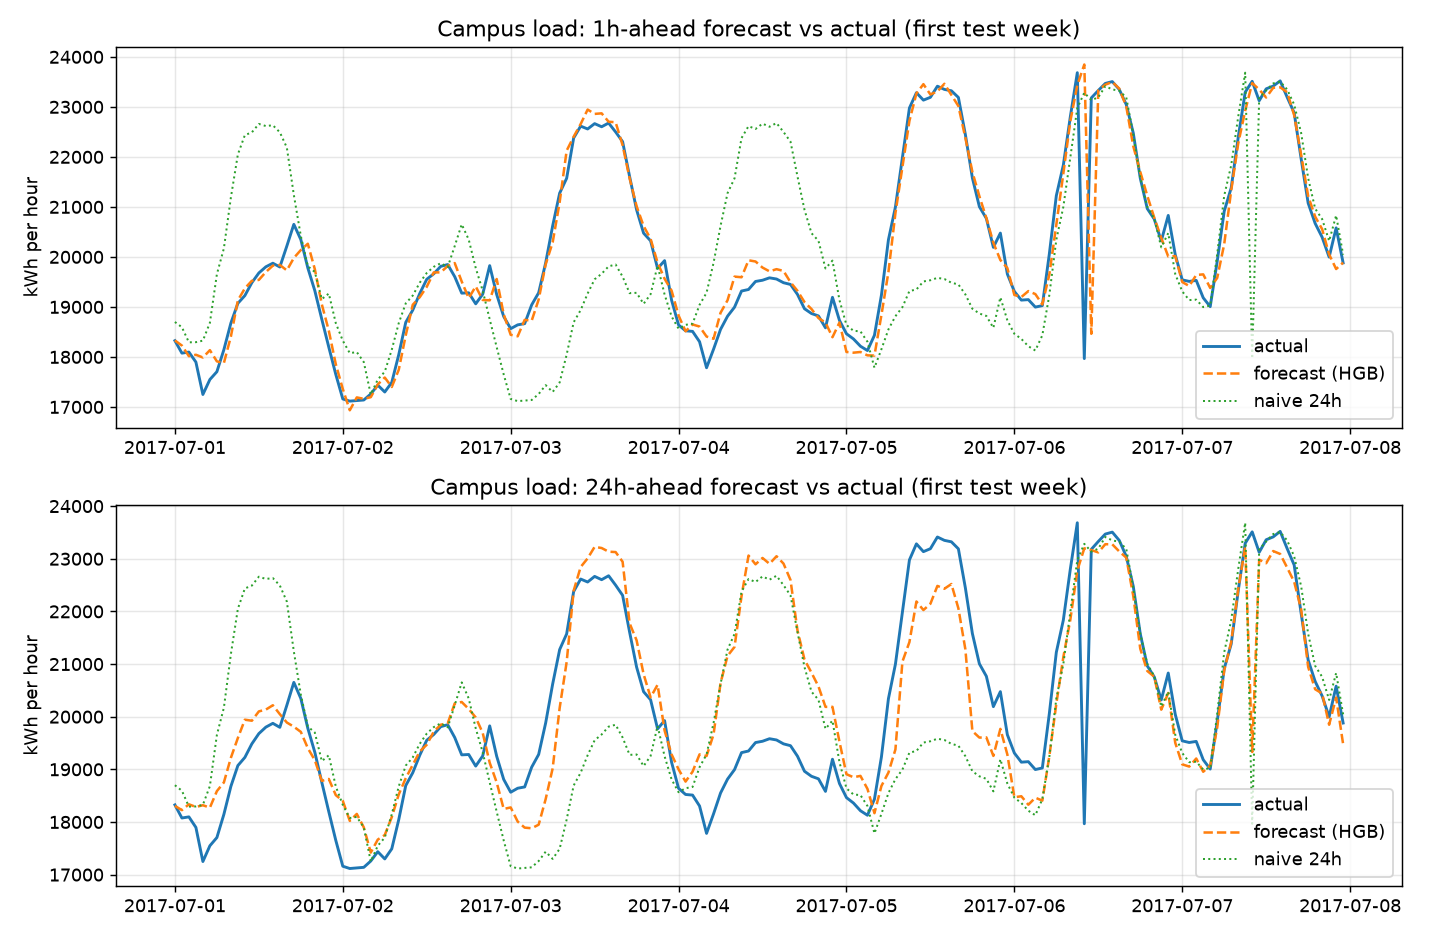 Campus load: 1h-ahead forecast vs actual (first test week)
24000
23000
22000
21000
20000
19000
18000
17000
kWh per hour
actual
forecast (HGB)
naive 24h
2017-07-01 2017-07-02 2017-07-03 2017-07-04 2017-07-05 2017-07-06 2017-07-07 2017-07-08
Campus load: 24h-ahead forecast vs actual (first test week)
24000
23000
22000
21000
20000
19000
18000
17000
kWh per hour
actual
forecast (HGB)
naive 24h
2017-07-01 2017-07-02 2017-07-03 2017-07-04 2017-07-05 2017-07-06 2017-07-07 2017-07-08